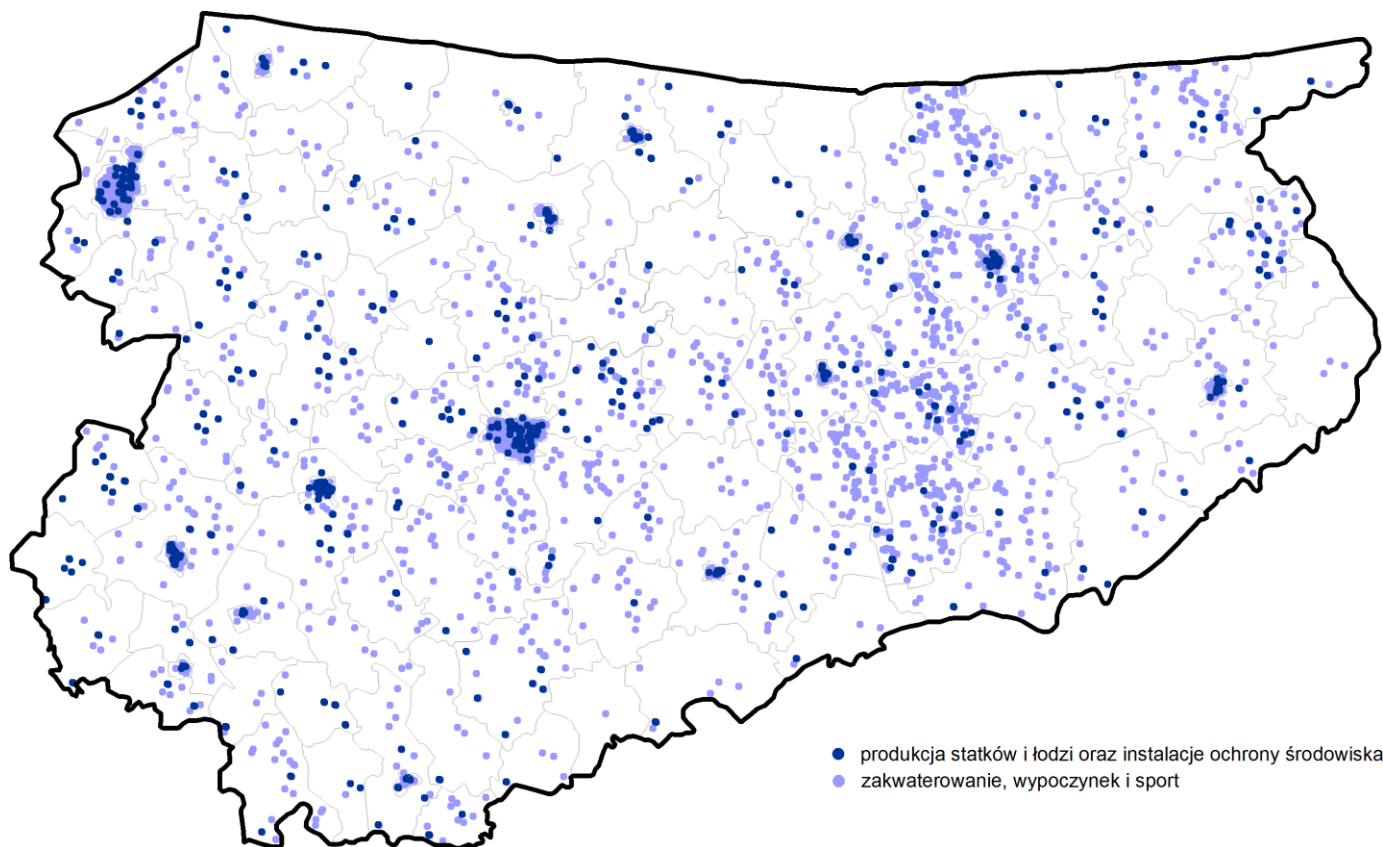 produkcja statków i łodzi oraz instalacje ochrony środowiska
zakwaterowanie, wypoczynek i sport